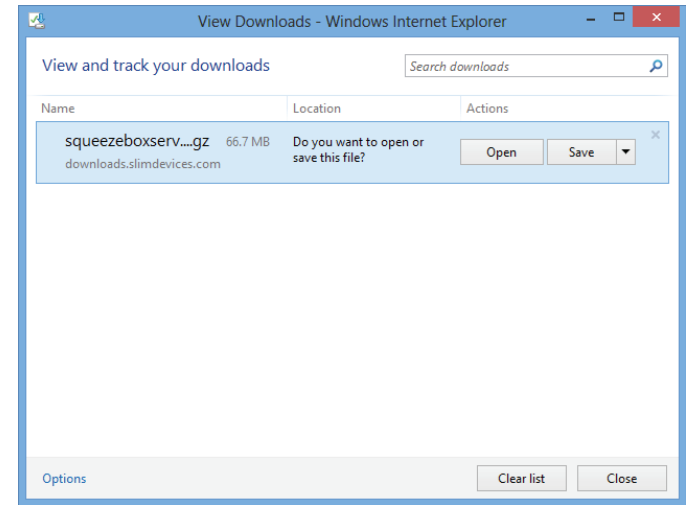 View Downloads - Windows Internet Explorer
View and track your downloads
Search downloads
Name Location Actions
squeezeboxserv....gz 66.7 MB Do you want to open or Open Save
downloads.slimdevices.com save this file?
Options Clear list Close